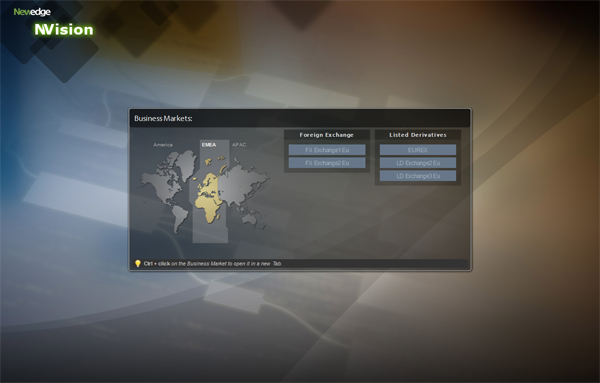 Newedge
NVision
Business Markets:
America
EMEA
APAC
Foreign Exchange
FX Exchange1 Eu
FX Exchange2 Eu
Listed Derivatives
EUREX
LD Exchange2 Eu
LD Exchange3 Eu
Ctrl + click on the Business Market to open it in a new Tab